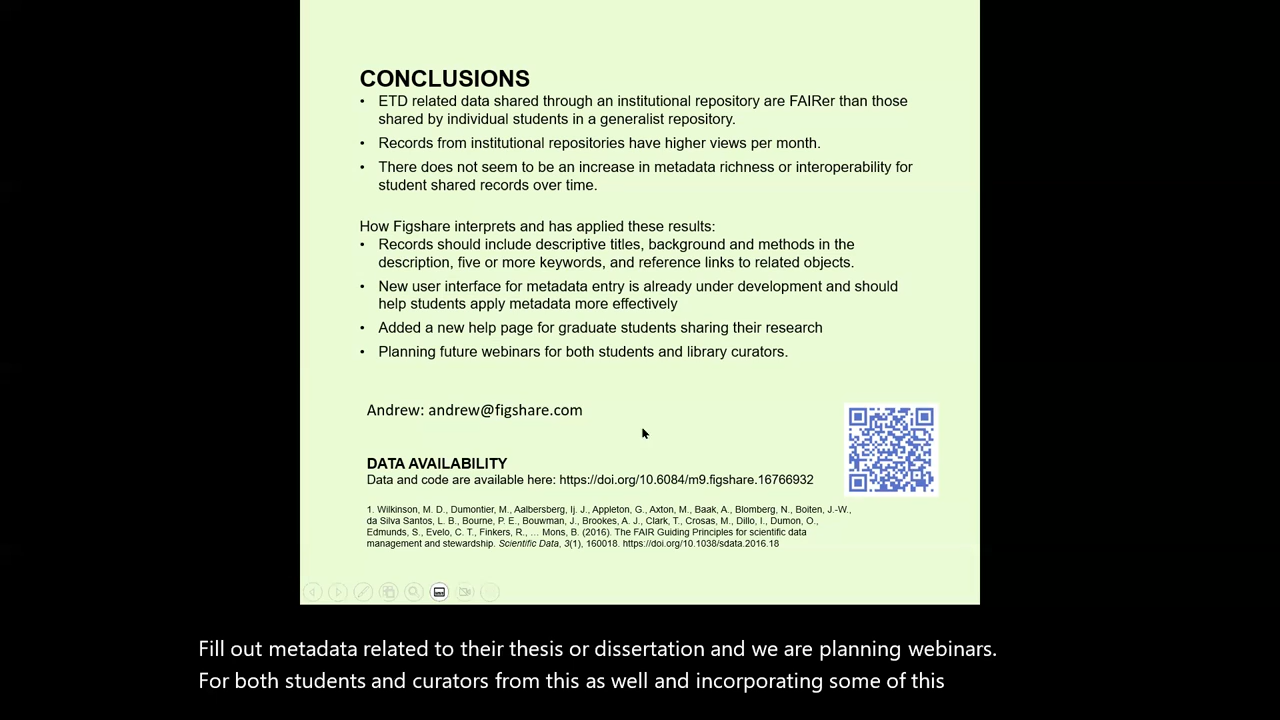 CONCLUSIONS
• ETD related data shared through an institutional repository are FAIRer than those
shared by individual students in a generalist repository.
• Records from institutional repositories have higher views per month.
• There does not seem to be an increase in metadata richness or interoperability for
student shared records over time.
How Figshare interprets and has applied these results:
• Records should include descriptive titles, background and methods in the
description, five or more keywords, and reference links to related objects.
• New user interface for metadata entry is already under development and should
help students apply metadata more effectively
• Added a new help page for graduate students sharing their research
• Planning future webinars for both students and library curators.
Andrew: andrew@figshare.com
DATA AVAILABILITY
Data and code are available here: https://doi.org/10.6084/m9.figshare.16766932
1. Wilkinson, M. D., Dumontier, M., Aalbersberg, Ij. J., Appleton, G., Axton, M., Baak, A., Blomberg, N., Boiten, J.-W.,
da Silva Santos, L. B., Bourne, P. E., Bouwman, J., Brookes, A. J., Clark, T., Crosas, M., Dillo, I., Dumon, O.,
Edmunds, S., Evelo, C. T., Finkers, R., … Mons, B. (2016). The FAIR Guiding Principles for scientific data
management and stewardship. Scientific Data, 3(1), 160018. https://doi.org/10.1038/sdata.2016.18
Fill out metadata related to their thesis or dissertation and we are planning webinars.
For both students and curators from this as well and incorporating some of this